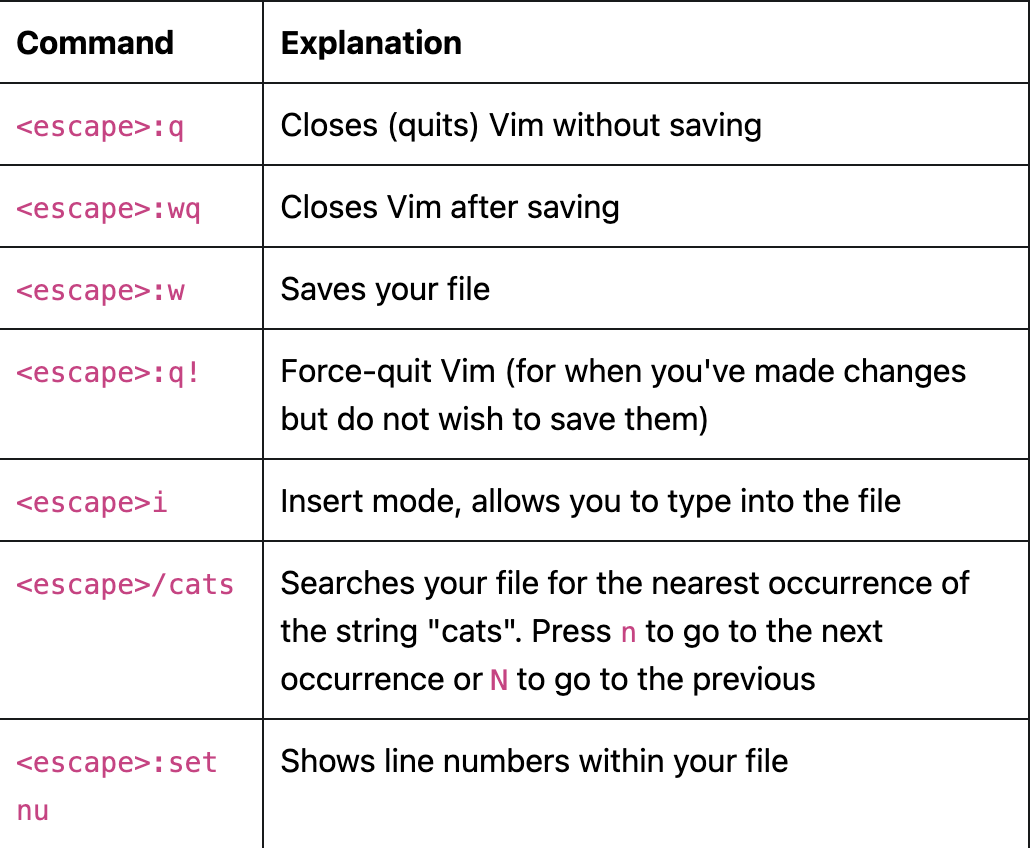 Command Explanation
<escape>:q Closes (quits) Vim without saving
<escape>:wq Closes Vim after saving
<escape>:w Saves your file
<escape>:q! Force-quit Vim (for when you've made changes
but do not wish to save them)
<escape>i Insert mode, allows you to type into the file
<escape>/cats Searches your file for the nearest occurrence of
the string "cats". Press n to go to the next
occurrence or N to go to the previous
<escape>:set Shows line numbers within your file
nu